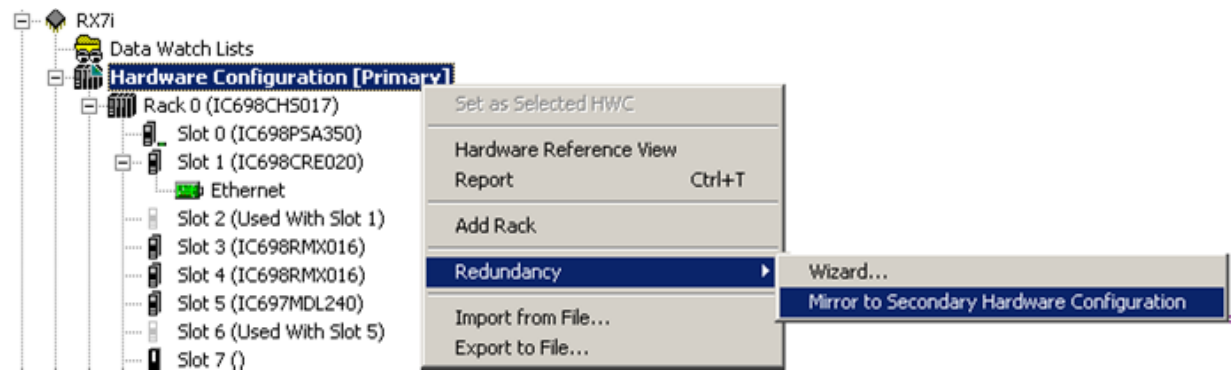 RX7i
Data Watch Lists
Hardware Configuration [Primary]
Rack 0 (IC698CHS017)
Slot 0 (IC698PSA350)
Slot 1 (IC698CRE020)
Ethernet
Slot 2 (Used With Slot 1)
Slot 3 (IC698RMX016)
Slot 4 (IC698RMX016)
Slot 5 (IC697MDL240)
Slot 6 (Used With Slot 5)
Slot 7 ()
Set as Selected HWC
Hardware Reference View
Report Ctrl+T
Add Rack
Redundancy
Import from File...
Export to File...
Wizard...
Mirror to Secondary Hardware Configuration